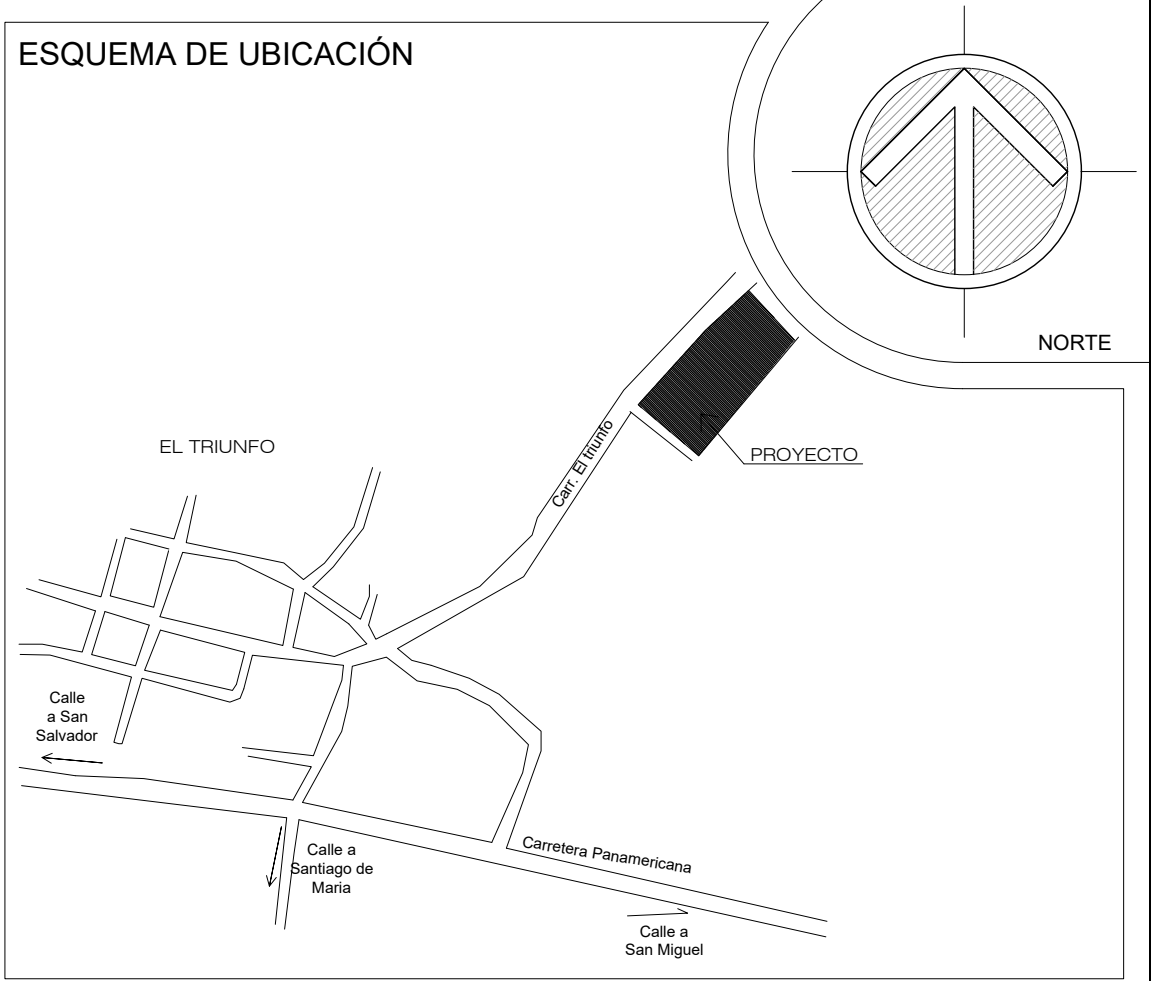 ESQUEMA DE UBICACIÓN
NORTE
EL TRIUNFO
Carr. El triunfo
PROYECTO
Calle
a San
Salvador
Calle a
Santiago de
Maria
Carretera Panamericana
Calle a
San Miguel